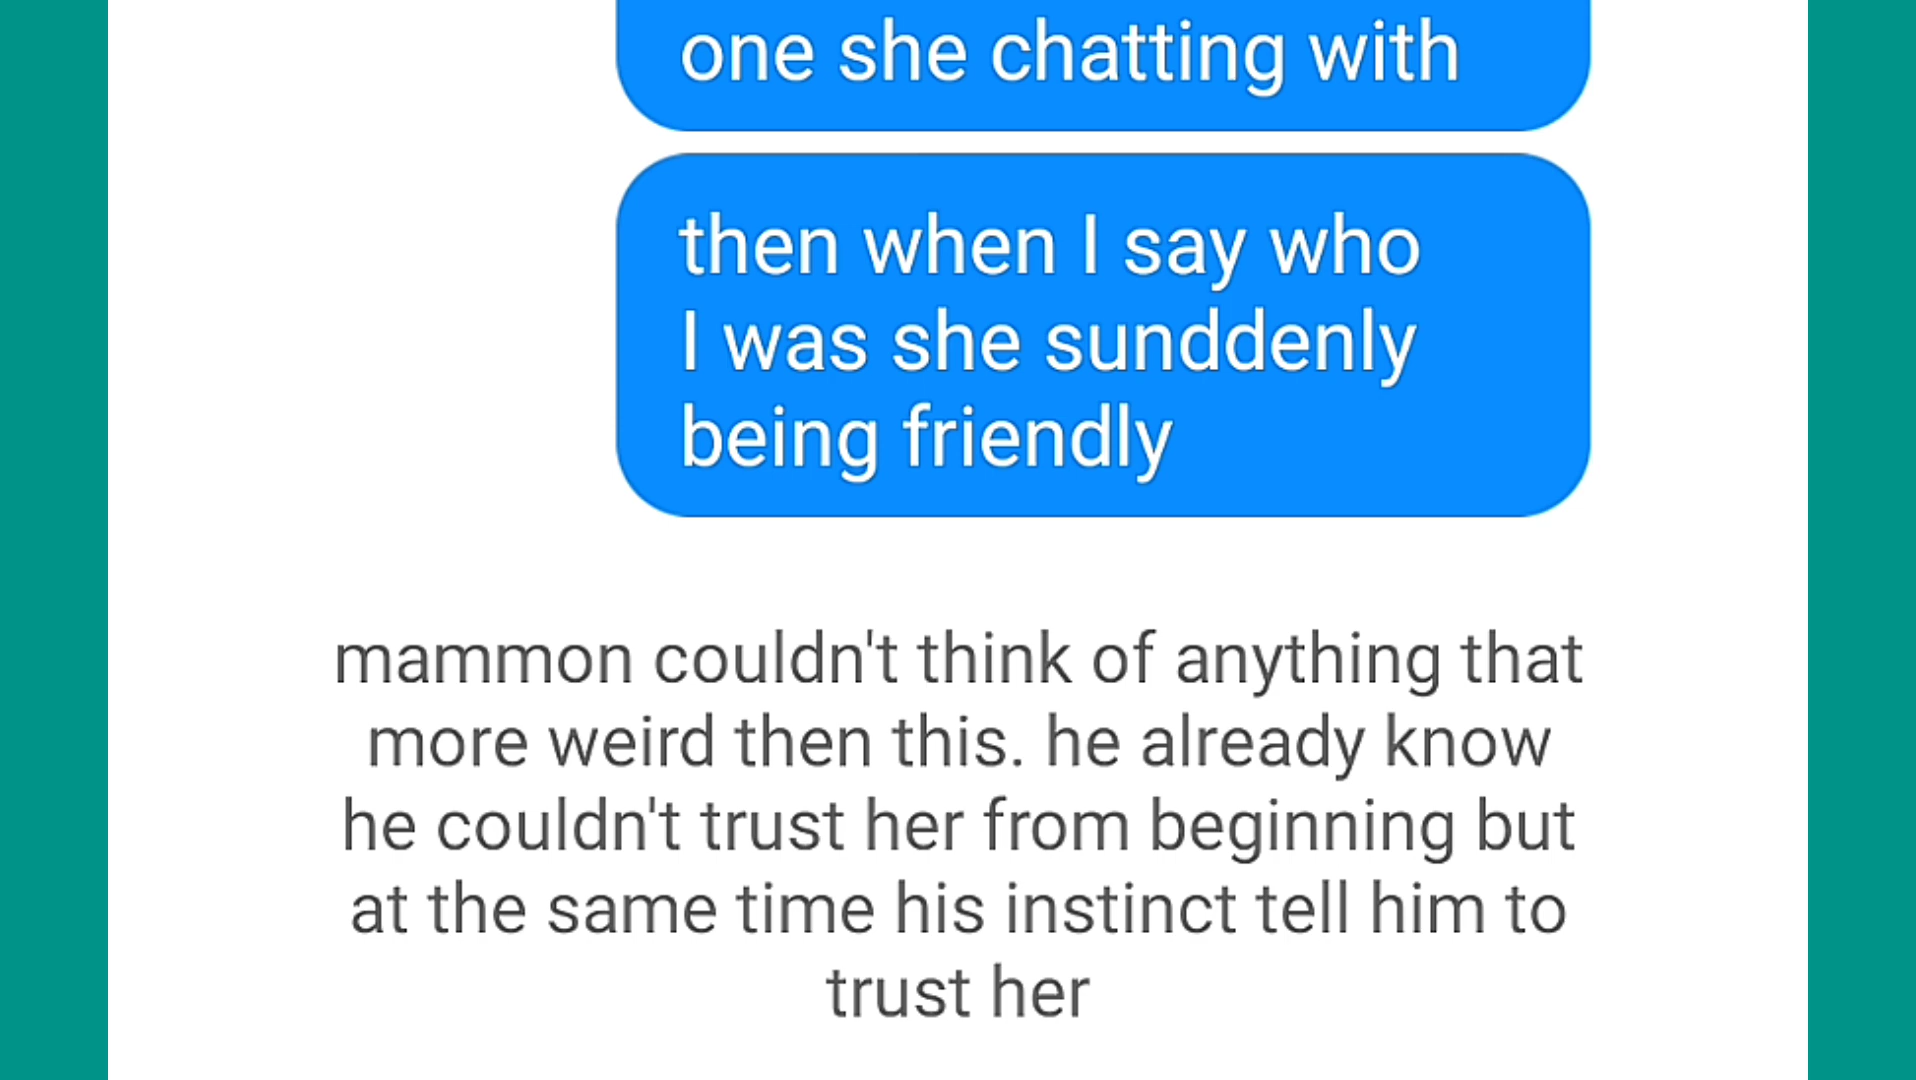 one she chatting with
then when I say who
I was she sunddenly
being friendly
mammon couldn't think of anything that
more weird then this. he already know
he couldn't trust her from beginning but
at the same time his instinct tell him to
trust her